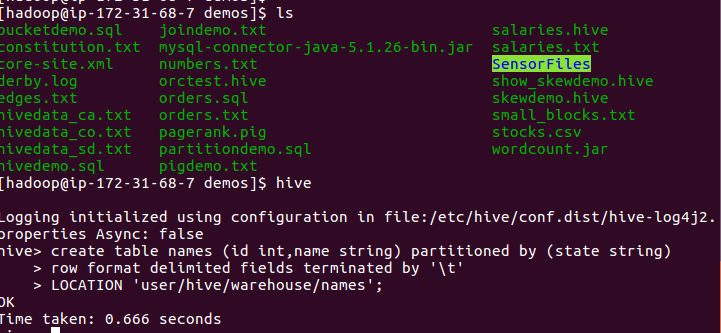 [hadoop@ip-172-31-68-7 demos]$ ls
bucketdemo.sql joindemo.txt salaries.hive
constitution.txt mysql-connector-java-5.1.26-bin.jar salaries.txt
core-site.xml numbers.txt SensorFiles
derby.log orctest.hive show_skewdemo.hive
edges.txt orders.sql skewdemo.hive
hivedata_ca.txt orders.txt small_blocks.txt
hivedata_co.txt pagerank.pig stocks.csv
hivedata_sd.txt partitiondemo.sql wordcount.jar
hivedemo.sql pigdemo.txt
[hadoop@ip-172-31-68-7 demos]$ hive
Logging initialized using configuration in file:/etc/hive/conf.dist/hive-log4j2.
properties Async: false
hive> create table names (id int,name string) partitioned by (state string)
> row format delimited fields terminated by '\t'
> LOCATION 'user/hive/warehouse/names';
OK
Time taken: 0.666 seconds